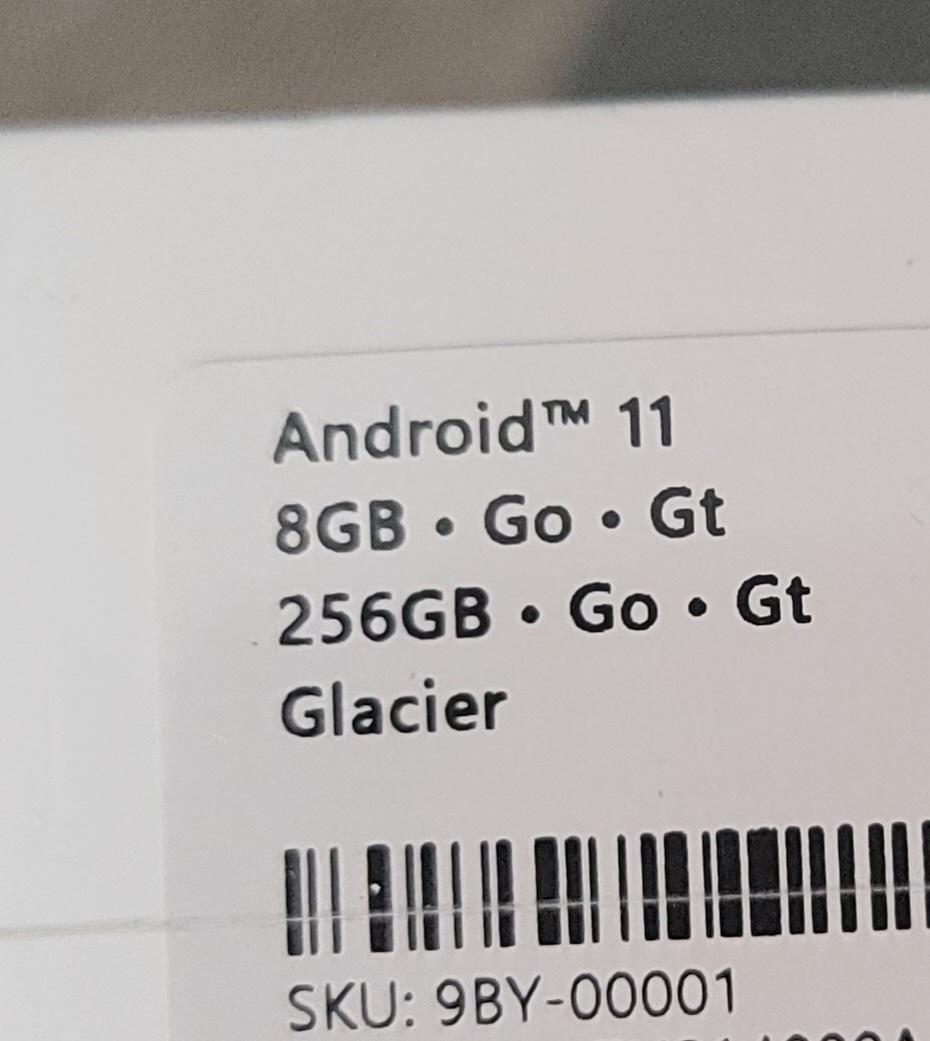 Android™ 11
8GB • Go • Gt
256GB • Go • Gt
Glacier
SKU: 9BY-00001